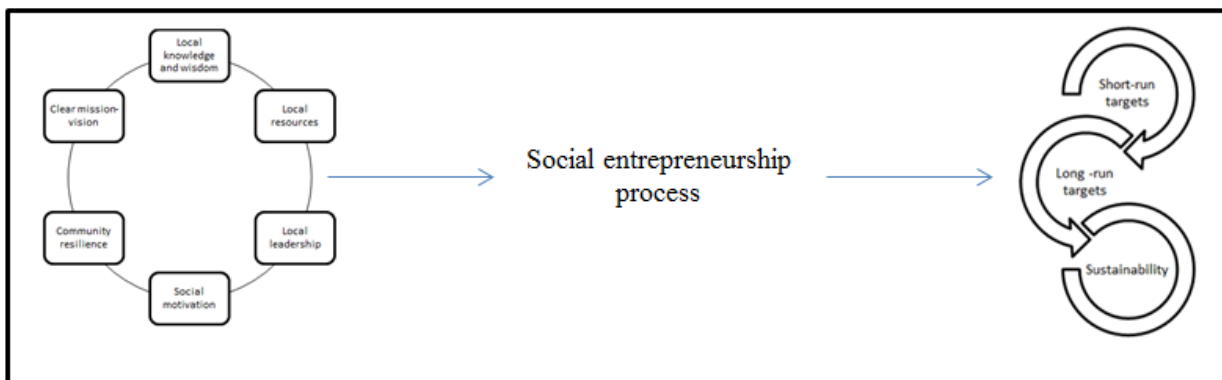 Local
knowledge
and wisdom
Clear mission-
vision
Local
resources
Community
resilience
Local
leadership
Social
motivation
Social entrepreneurship
process
Short-run
targets
Long -run
targets
Sustainability